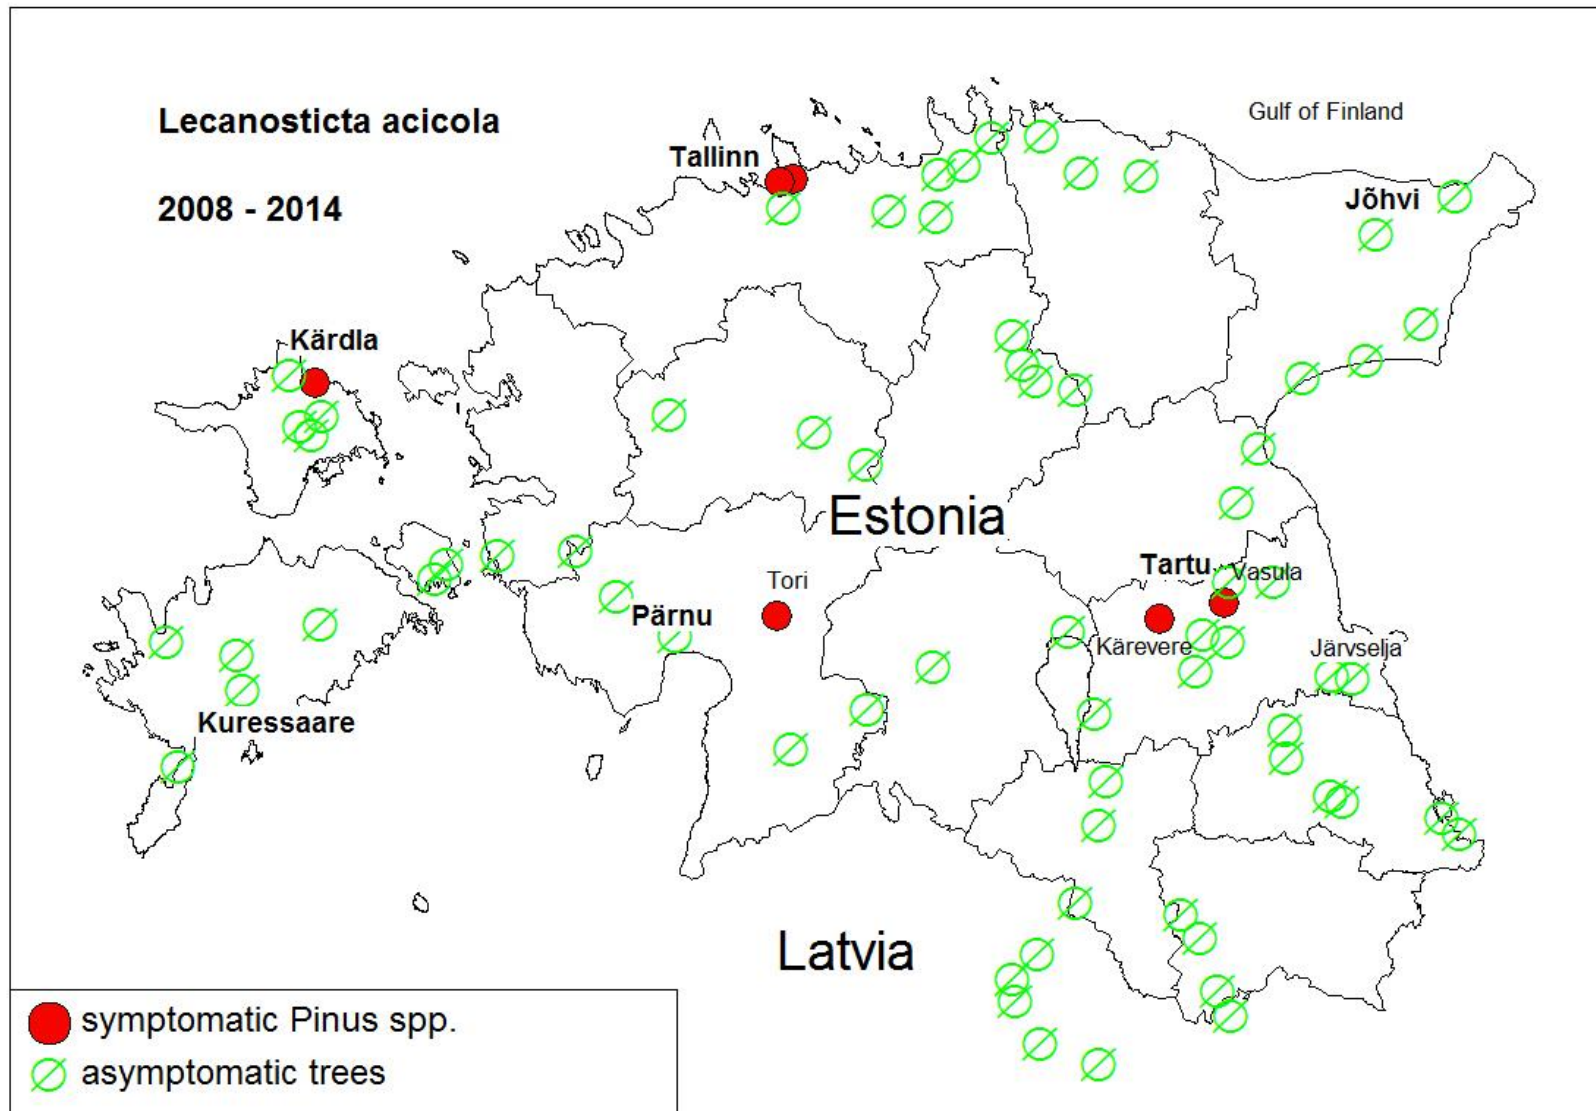 Gulf of Finland
Lecanosticta acicola
Tallinn
Jõhvi
2008 - 2014
Kärdla
Estonia
Tartu
Vasula
Tori
Pärnu
Kärevere
Järvselja
Kuressaare
Latvia
symptomatic Pinus spp.
asymptomatic trees